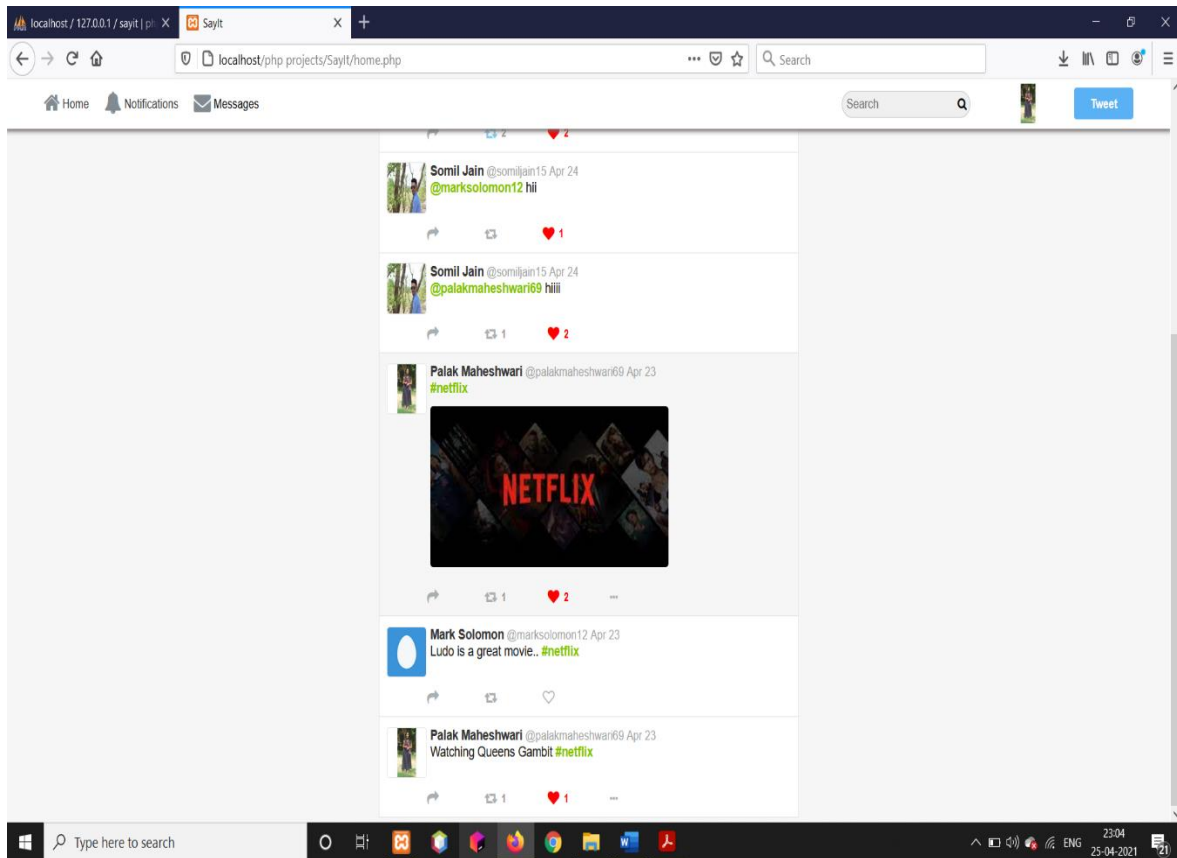 localhost / 127.0.0.1 / sayit | ph
SayIt
localhost/php projects/SayIt/home.php
Search
Home
Notifications
Messages
Search
Tweet
2 2
Somil Jain @somiljain15 Apr 24
@marksolomon12 hii
1
Somil Jain @somiljain15 Apr 24
@palakmaheshwari69 hiiii
1 2
Palak Maheshwari @palakmaheshwari69 Apr 23
#netflix
NETFLIX
1 2
Mark Solomon @marksolomon12 Apr 23
Ludo is a great movie.. #netflix
Palak Maheshwari @palakmaheshwari69 Apr 23
Watching Queens Gambit #netflix
1 1
Type here to search
ENG
23:04
25-04-2021
21